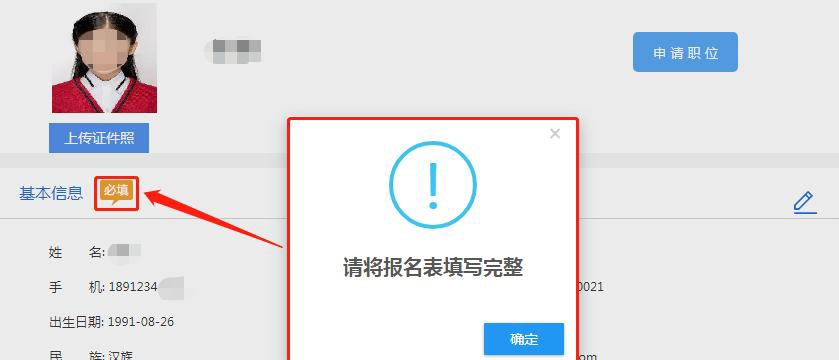 申请职位
上传证件照
基本信息 必填
×
请将报名表填写完整
姓 名:
手 机: 1891234
0021
出生日期: 1991-08-26
确定
民 族: 汉族
com